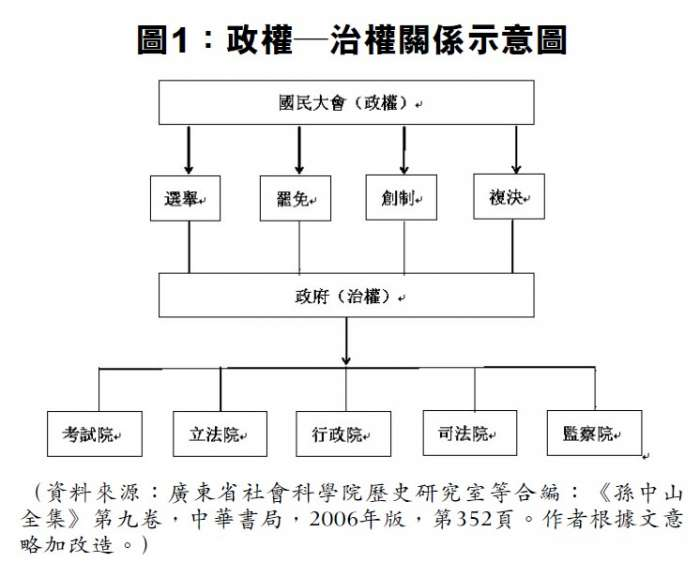 圖1：政權─治權關係示意圖
國民大會（政權）
選舉
罷免
創制
複決
政府（治權）
考試院
立法院
行政院
司法院
監察院
（資料來源：廣東省社會科學院歷史研究室等合編：《孫中山
全集》第九卷，中華書局，2006年版，第352頁。作者根據文意
略加改造。）